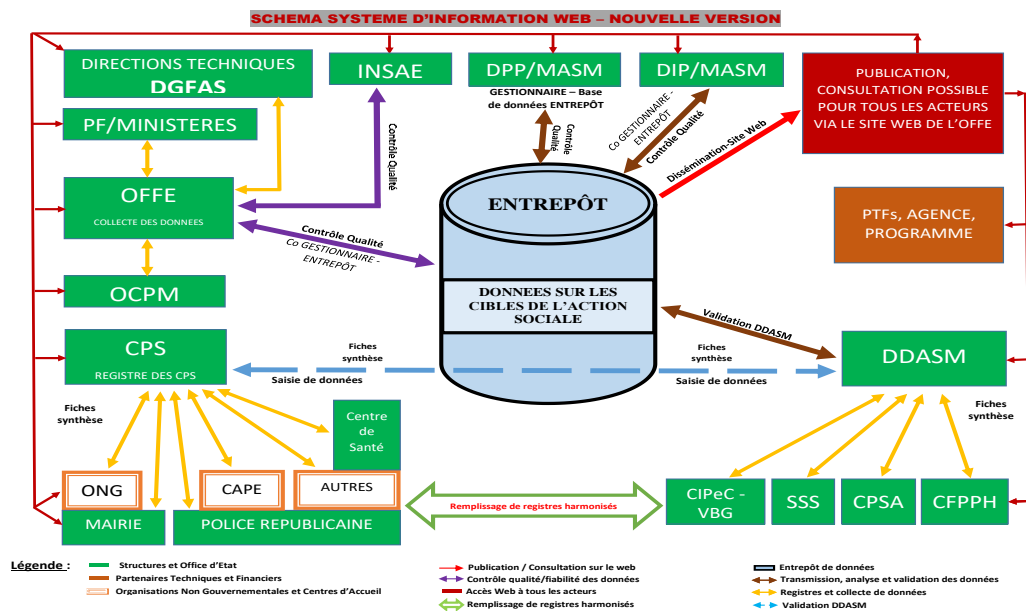 SCHEMA SYSTEME D'INFORMATION WEB – NOUVELLE VERSION
DIRECTIONS TECHNIQUES
DGFAS
INSAE
DPP/MASM
DIP/MASM
GESTIONNAIRE – Base
de données ENTREPÔT
PUBLICATION,
CONSULTATION POSSIBLE
POUR TOUS LES ACTEURS
VIA LE SITE WEB DE L'OFFE
PF/MINISTERES
Contrôle Qualité
Contrôle
Qualité
Co GESTIONNAIRE -
ENTREPÔT
Contrôle Qualité
Dissémination-Site Web
OFFE
COLLECTE DES DONNEES
ENTREPÔT
PTFs, AGENCE,
PROGRAMME
Contrôle Qualité
Co GESTIONNAIRE -
ENTREPÔT
OCPM
DONNEES SUR LES
CIBLES DE L'ACTION
SOCIALE
Validation DDASM
CPS
REGISTRE DES CPS
Fiches
synthèse
Saisie de données
Fiches
synthèse
Saisie de données
DDASM
Fiches
synthèse
Fiches
synthèse
Centre
de
Santé
ONG
CAPE
AUTRES
MAIRIE
POLICE REPUBLICAINE
Remplissage de registres harmonisés
CIPeC -
VBG
SSS
CPSA
CFPPH
Légende :
Structures et Office d'Etat
Partenaires Techniques et Financiers
Organisations Non Gouvernementales et Centres d'Accueil
Publication / Consultation sur le web
Contrôle qualité/fiabilité des données
Accès Web à tous les acteurs
Remplissage de registres harmonisés
Entrepôt de données
Transmission, analyse et validation des données
Registres et collecte de données
Validation DDASM